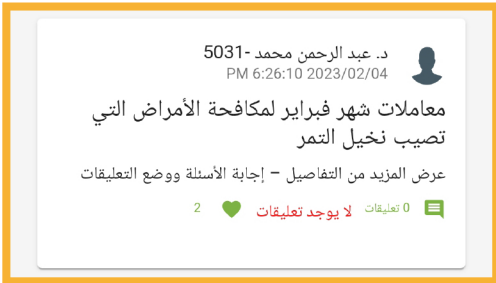 د. عبد الرحمن محمد -5031
2023/02/04 6:26:10 PM
معاملات شهر فبراير لمكافحة الأمراض التي
تصيب نخيل التمر
عرض المزيد من التفاصيل – إجابة الأسئلة ووضع التعليقات
0 تعليقات لا يوجد تعليقات 2